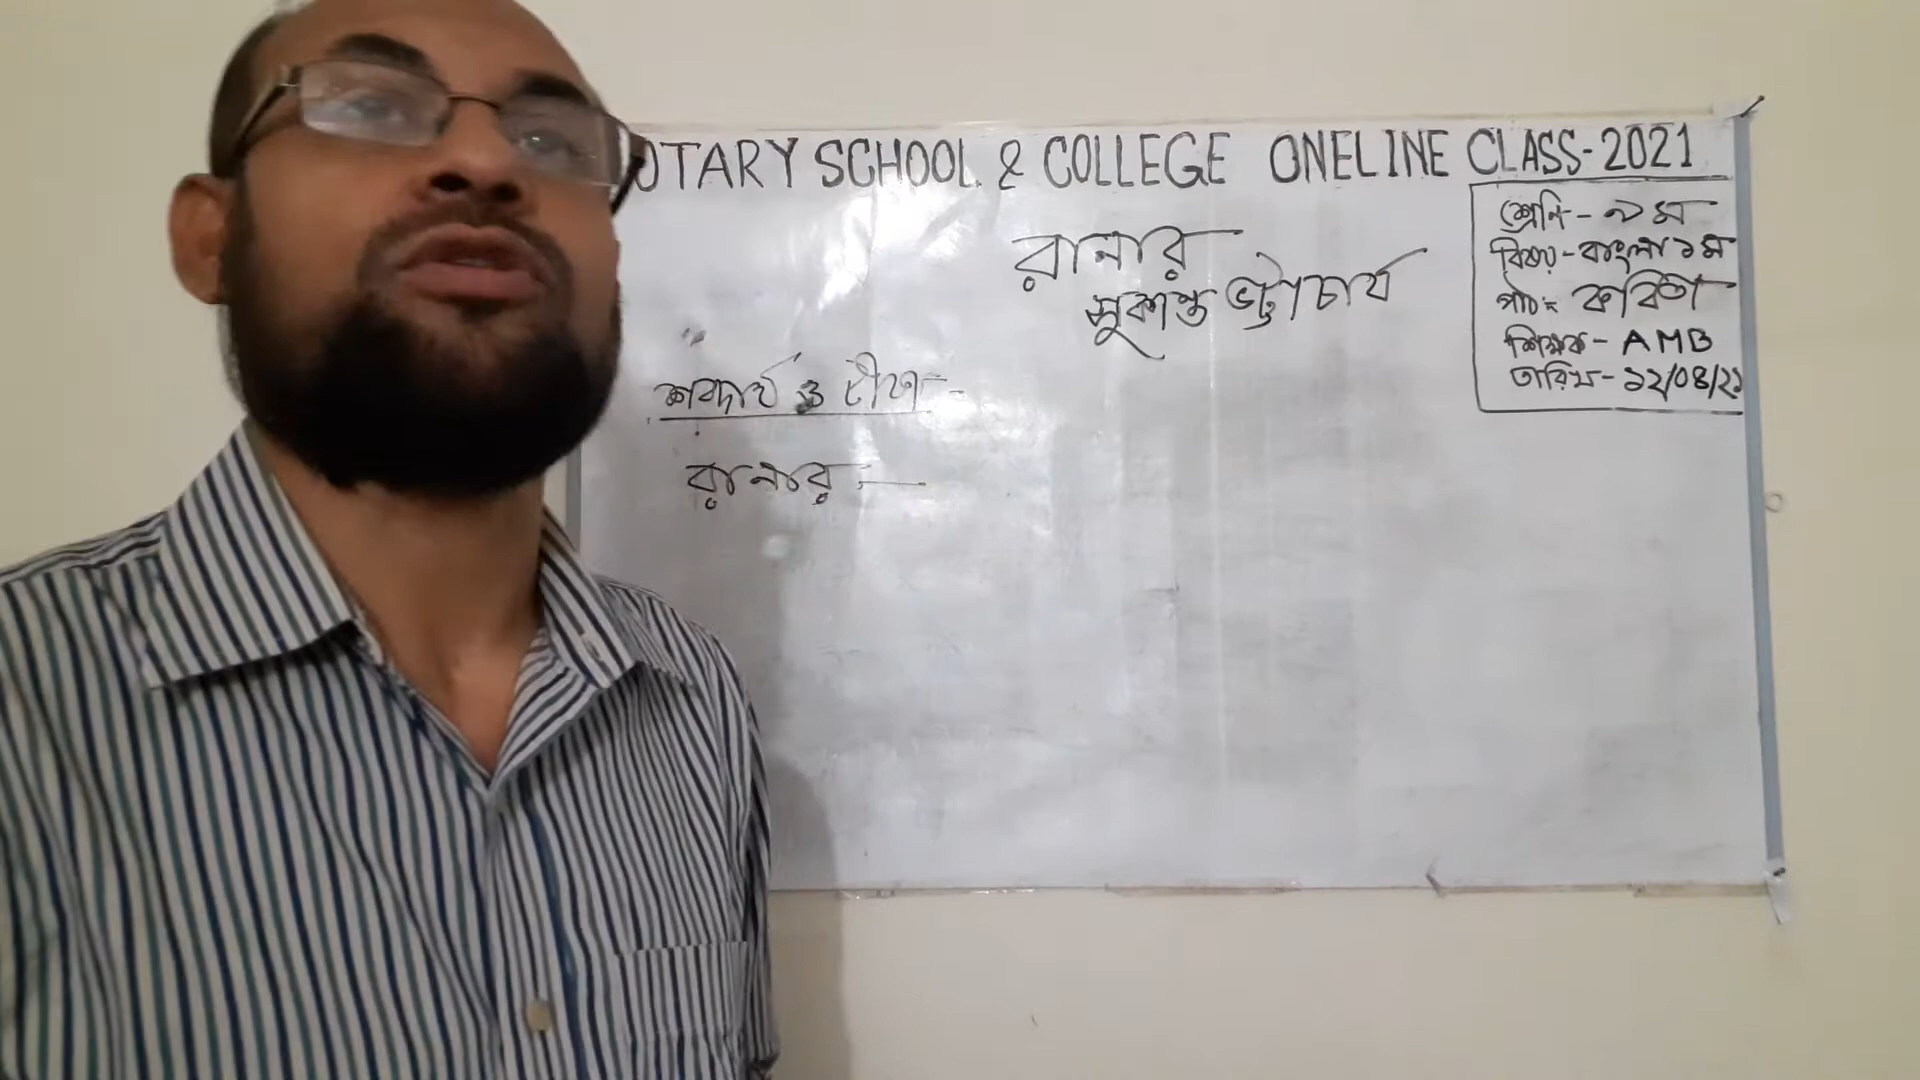 OTARY SCHOOL & COLLEGE ONELINE CLASS-2021
শ্রেনি - ৯ম
বিষয় - বাংলা ১ম
পাঠ - কবিতা
শিক্ষক - AMB
তারিখ - ১২/০৪/২১
রানার
সুকান্ত ভট্টাচার্য
শব্দার্থ ও টীকা -
রানার —